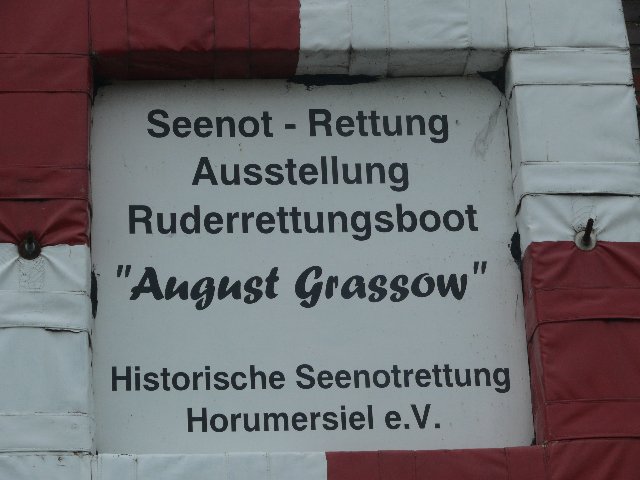 Seenot - Rettung
Ausstellung
Ruderrettungsboot
"August Grassow"
Historische Seenotrettung
Horumersiel e.V.